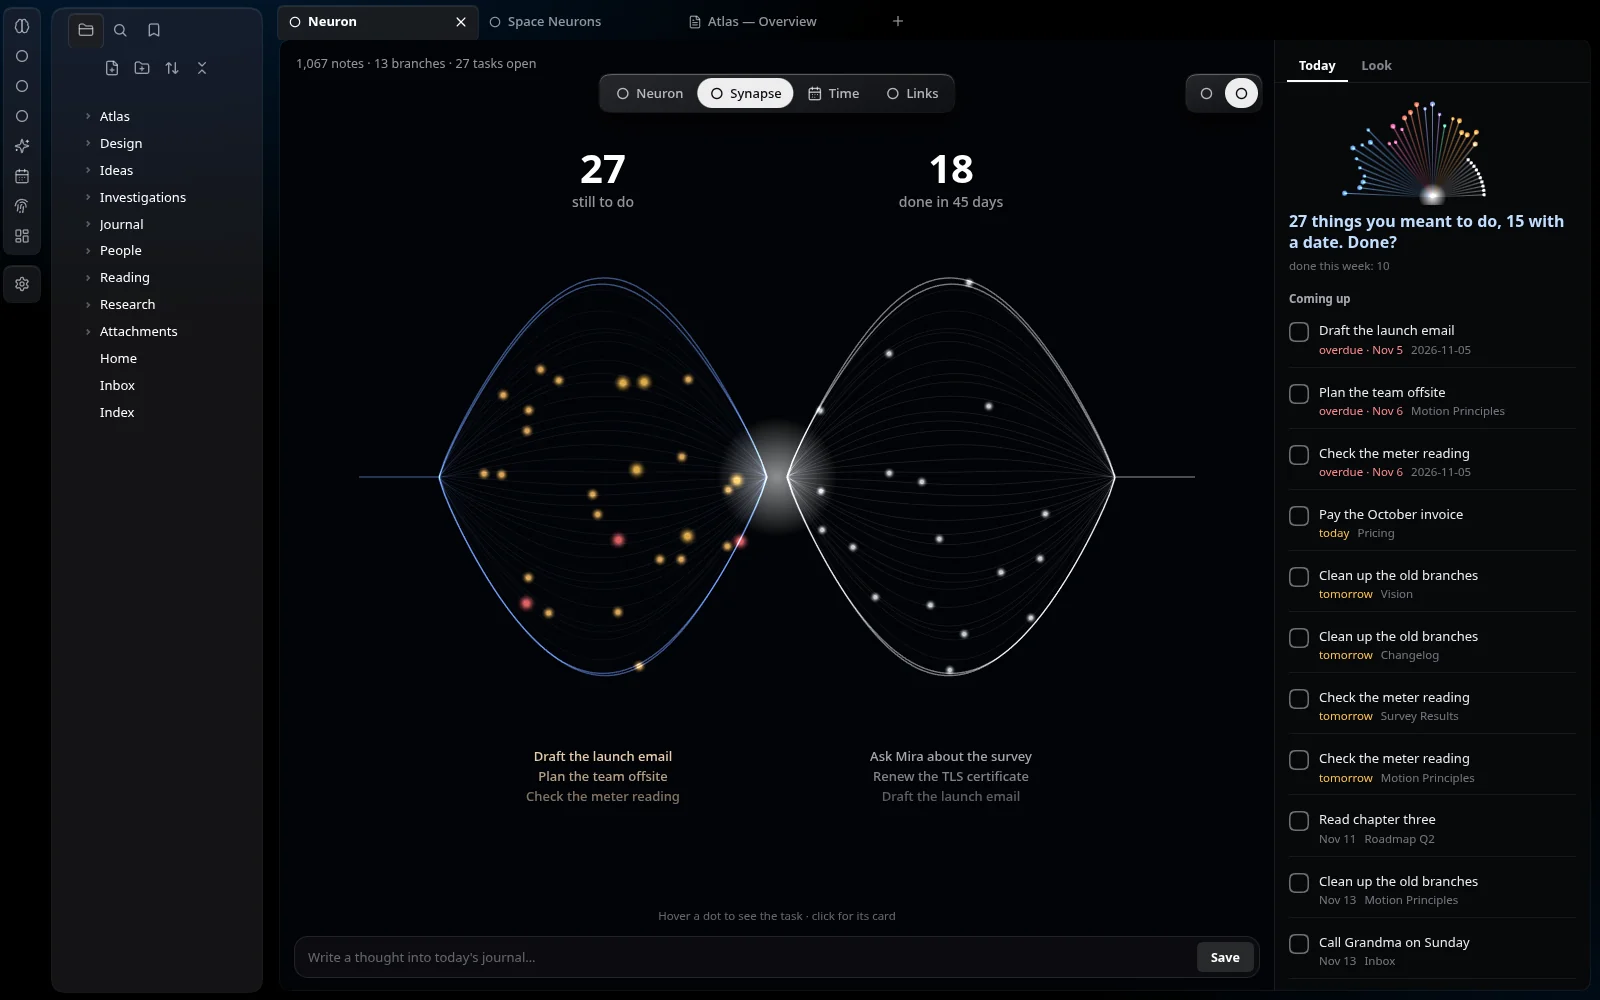 Neuron
Space Neurons
Atlas — Overview
1,067 notes · 13 branches · 27 tasks open
Neuron
Synapse
Time
Links
Atlas
Design
Ideas
Investigations
Journal
People
Reading
Research
Attachments
Home
Inbox
Index
27
still to do
18
done in 45 days
Draft the launch email
Plan the team offsite
Check the meter reading
Ask Mira about the survey
Renew the TLS certificate
Draft the launch email
Hover a dot to see the task · click for its card
Write a thought into today's journal...
Save
Today
Look
27 things you meant to do, 15 with
a date. Done?
done this week: 10
Coming up
Draft the launch email
overdue · Nov 5 2026-11-05
Plan the team offsite
overdue · Nov 6 Motion Principles
Check the meter reading
overdue · Nov 6 2026-11-05
Pay the October invoice
today Pricing
Clean up the old branches
tomorrow Vision
Clean up the old branches
tomorrow Changelog
Check the meter reading
tomorrow Survey Results
Check the meter reading
tomorrow Motion Principles
Read chapter three
Nov 11 Roadmap Q2
Clean up the old branches
Nov 13 Motion Principles
Call Grandma on Sunday
Nov 13 Inbox